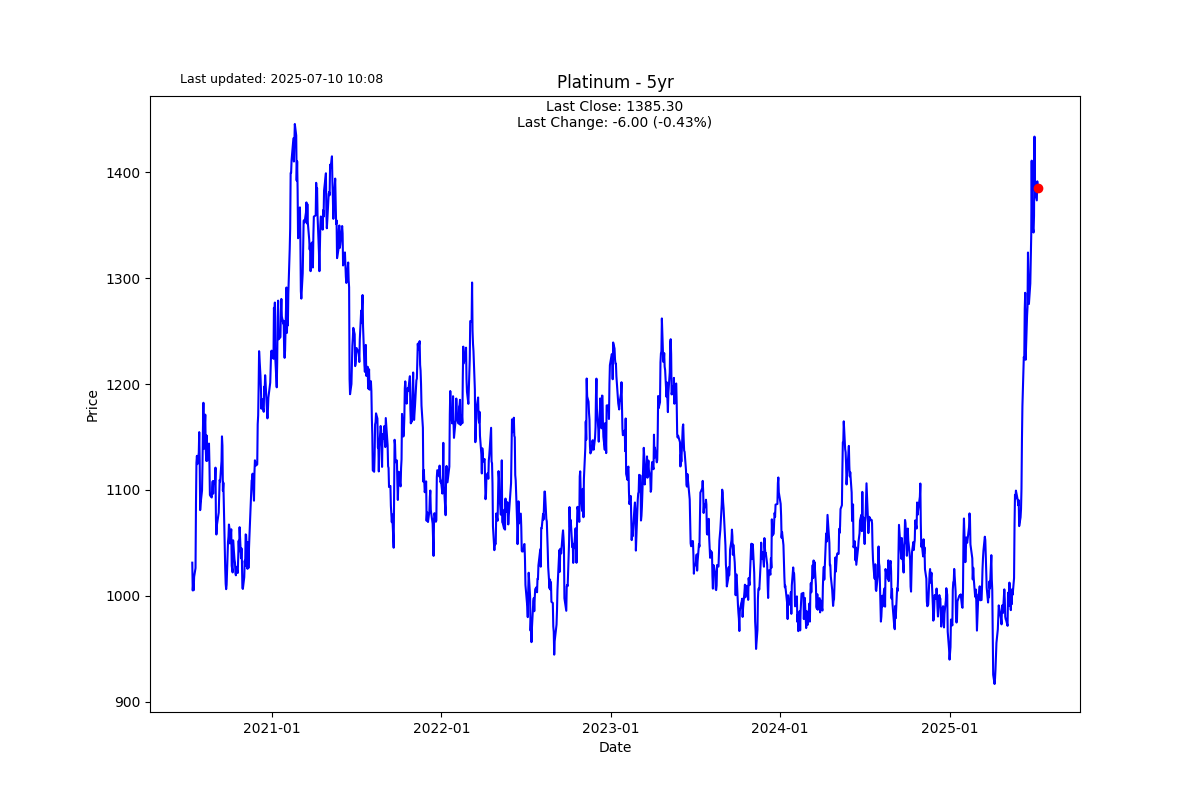 Last updated: 2025-07-10 10:08
Platinum - 5yr
Last Close: 1385.30
Last Change: -6.00 (-0.43%)
1400
1300
1200
1100
1000
900
Price
2021-01
2022-01
2023-01
2024-01
2025-01
Date